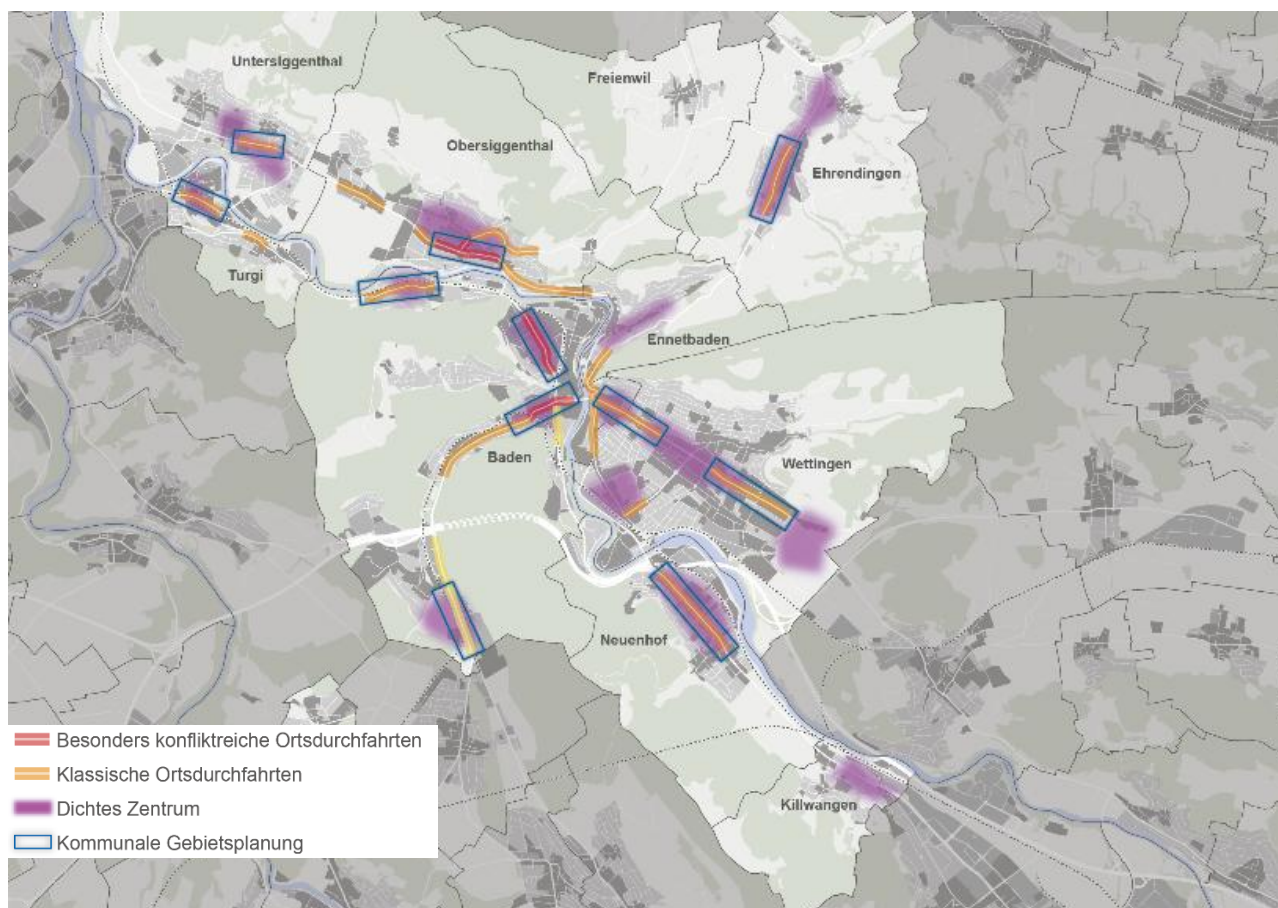 Untersiggenthal
Freienwil
Obersiggenthal
Ehrendingen
Turgi
Ennetbaden
Baden
Wettingen
Neuenhof
Killwangen
Besonders konfliktreiche Ortsdurchfahrten
Klassische Ortsdurchfahrten
Dichtes Zentrum
Kommunale Gebietsplanung